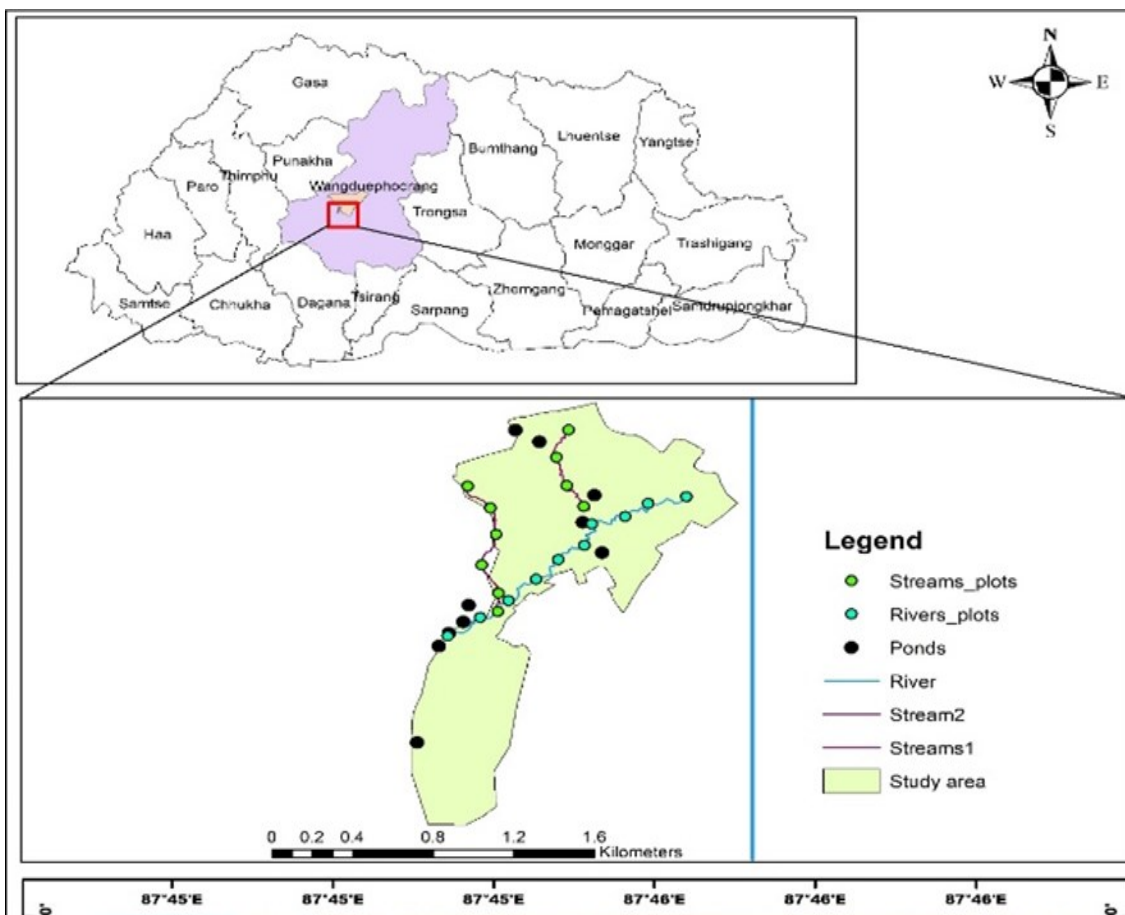 N
W E
S
Gasa
Lhuentse
Bumthang
Yangtse
Punakha
Thimphu
Paro
Wangduephocrang
Trongsa
Haa
Monggar
Trashigang
Zhemgang
Samtse
Chhukha
Dagana
Tsirang
Sarpang
Pemagatshel
Samdrupjongkhar
Legend
Streams_plots
Rivers_plots
Ponds
River
Stream2
Streams1
Study area
0 0.2 0.4 0.8 1.2 1.6
Kilometers
87°45'E 87°45'E 87°45'E 87°46'E 87°46'E 87°46'E